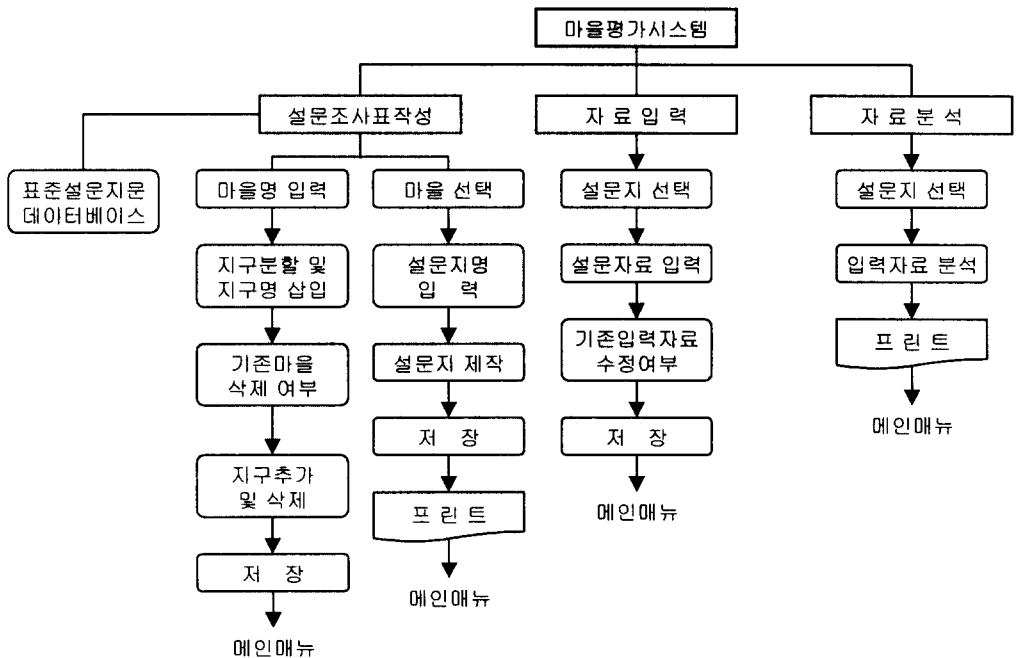 마을평가시스템
설문조사표작성
자 료 입 력
자 료 분 석
표준설문지문
데이터베이스
마을명 입력
지구분할 및
지구명 삽입
기존마을
삭제 여부
지구추가
및 삭제
저 장
메인매뉴
마을 선택
설문지명
입 력
설문지 제작
저 장
프 린 트
메인매뉴
설문지 선택
설문자료 입력
기존입력자료
수정여부
저 장
메인매뉴
설문지 선택
입력자료 분석
프 린 트
메인매뉴